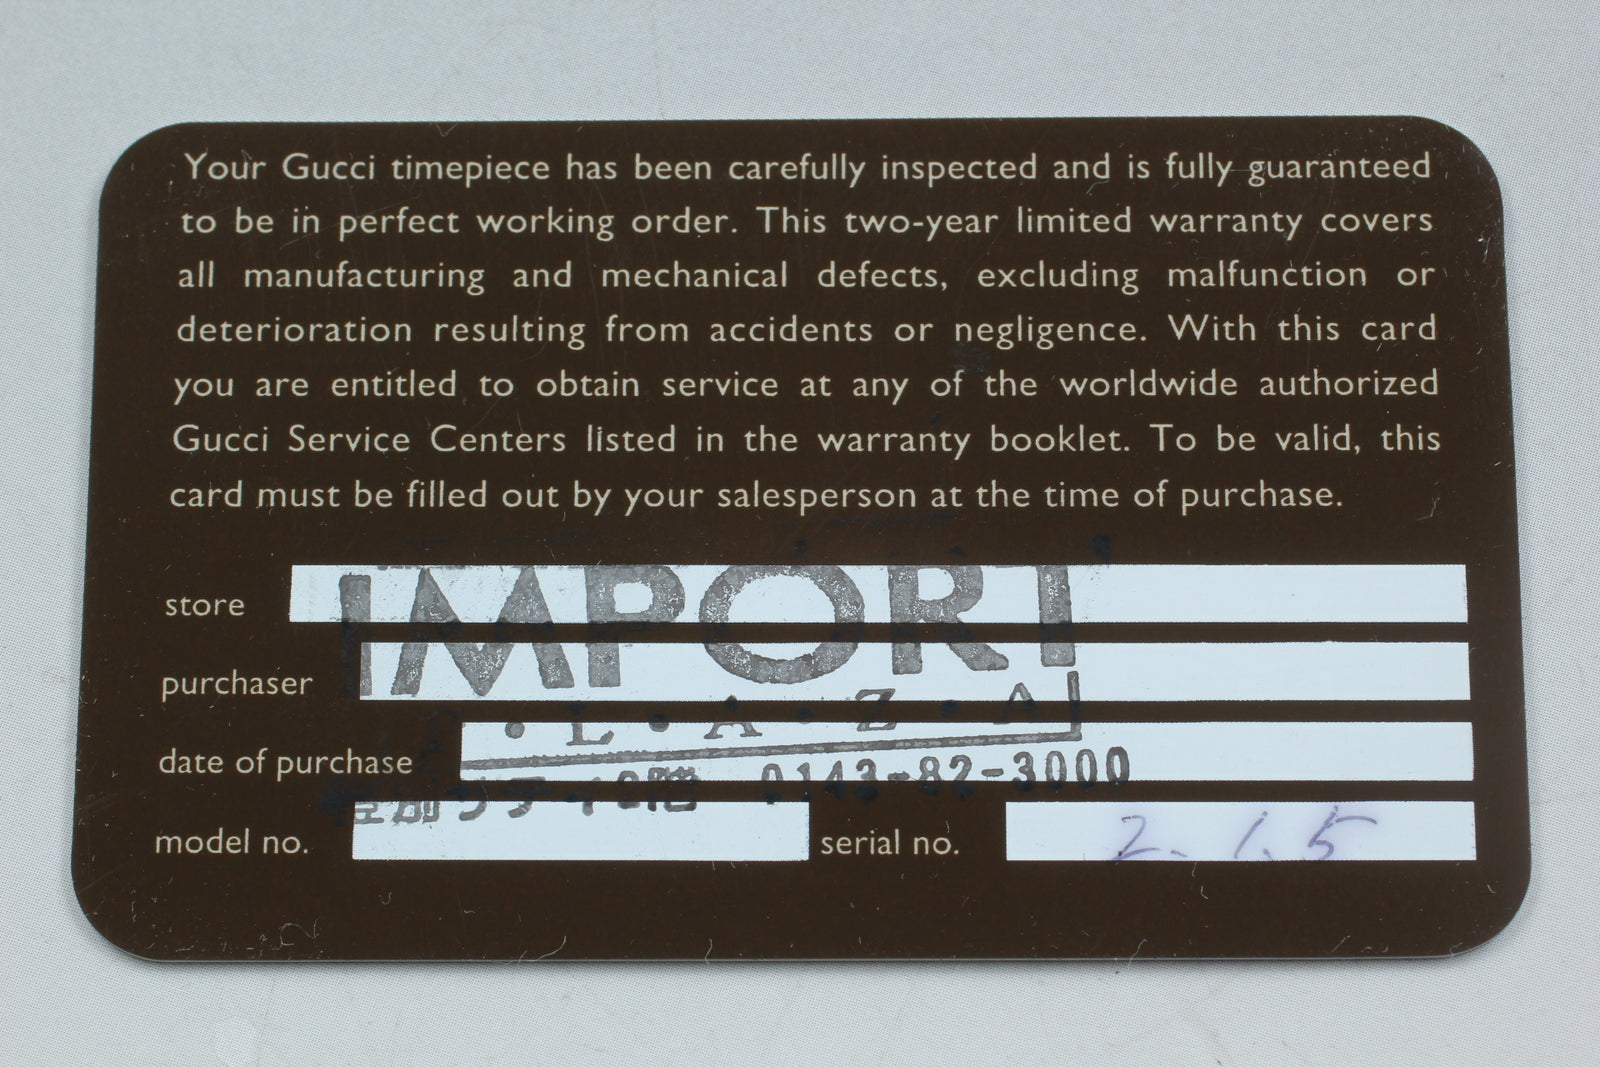 Your Gucci timepiece has been carefully inspected and is fully guaranteed
to be in perfect working order. This two-year limited warranty covers
all manufacturing and mechanical defects, excluding malfunction or
deterioration resulting from accidents or negligence. With this card
you are entitled to obtain service at any of the worldwide authorized
Gucci Service Centers listed in the warranty booklet. To be valid, this
card must be filled out by your salesperson at the time of purchase.
store
IMPORT
purchaser
P·L·A·Z·A
date of purchase
0143-82-3000
model no.
serial no. 2.1.5